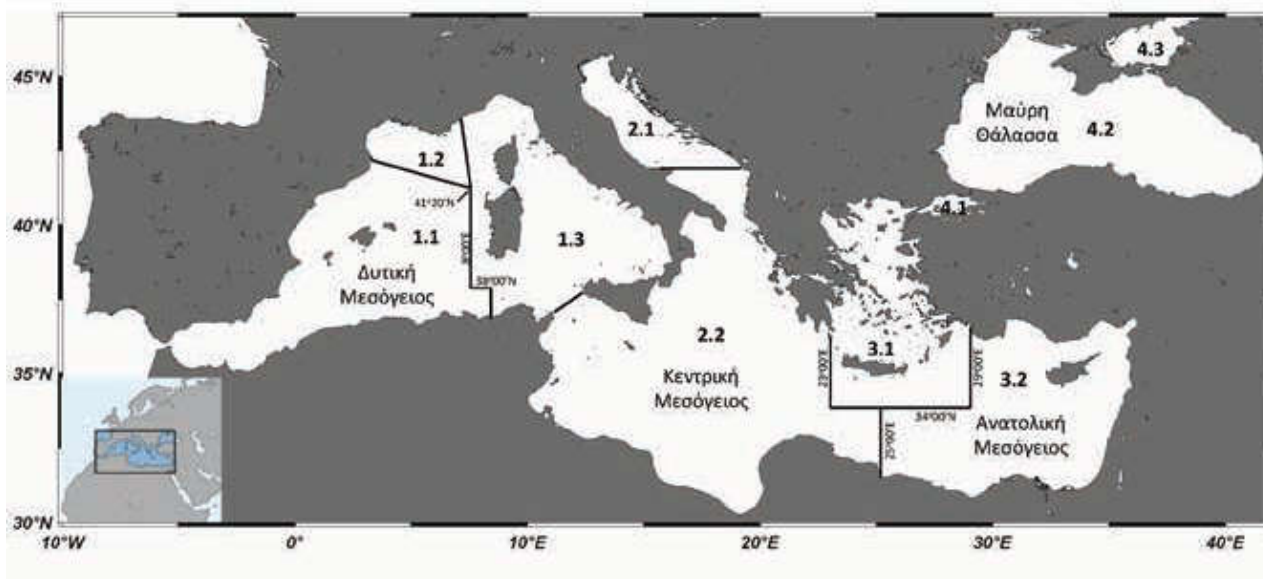 45°N
40°N
35°N
30°N
10°W
0°
10°E
20°E
30°E
40°E
4.3
Μαύρη
Θάλασσα
4.2
2.1
1.2
41°20'N
4.1
1.1
8°00'E
1.3
Δυτική
Μεσόγειος
38°00'N
2.2
Κεντρική
Μεσόγειος
23°00'E
3.1
29°00'E
3.2
34°00'N
25°00'E
Ανατολική
Μεσόγειος